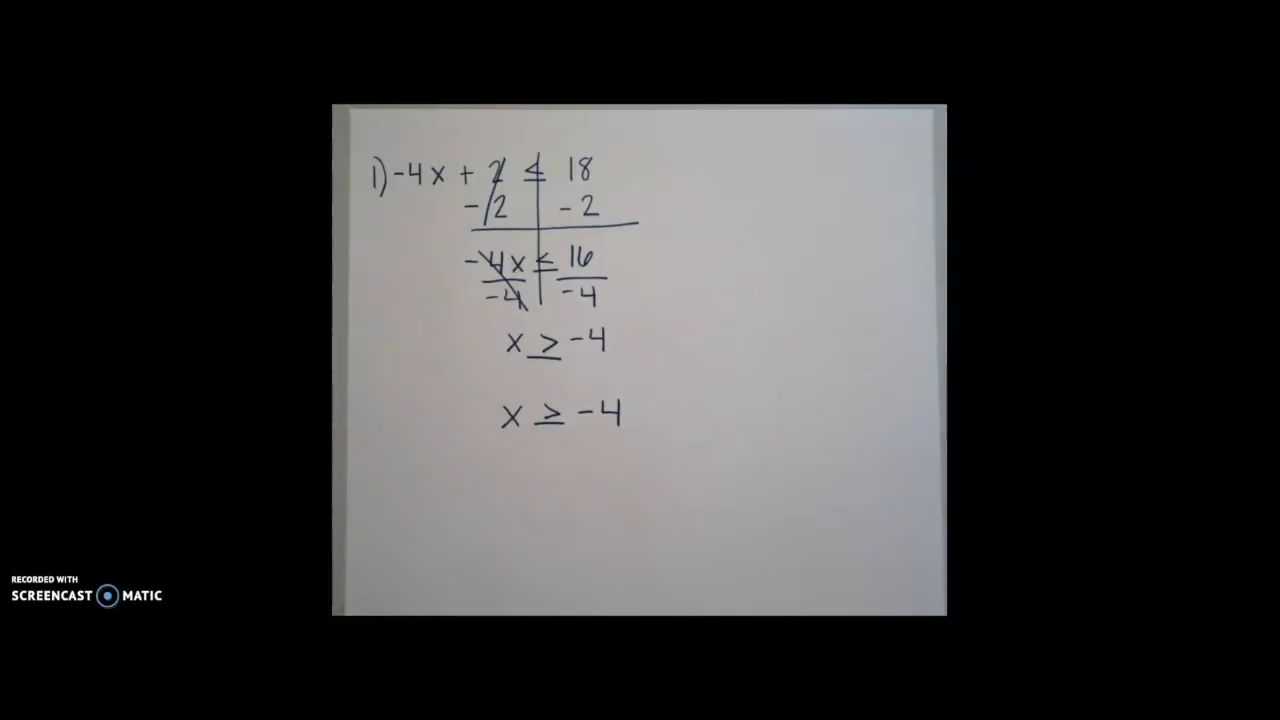 1) -4x + 2 ≤ 18
-2 -2
-4x ≤ 16
-4 -4
x ≥ -4
x ≥ -4
RECORDED WITH
SCREENCAST MATIC